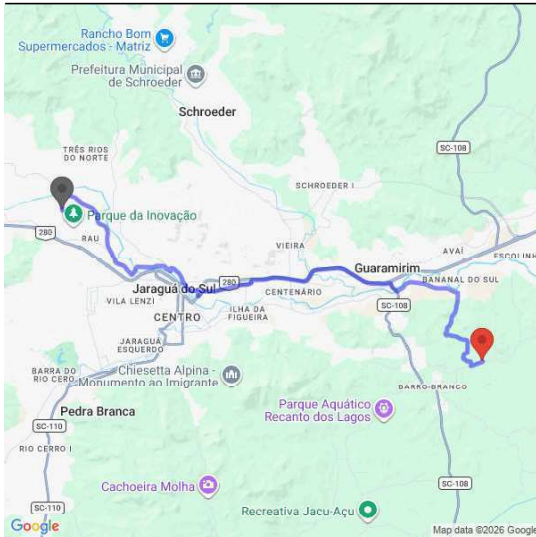 Rancho Bom
Supermercados - Matriz
Prefeitura Municipal
de Schroeder
Schroeder
TRÊS RIOS
DO NORTE
SC-108
SCHROEDER I
Parque da Inovação
280
RAU
VIEIRA
AVAÍ
ESCOLIN
Guaramirim
BANANAL DO SUL
Jaraguá do Sul
280
CENTENÁRIO
VILA LENZI
CENTRO
ILHA DA
FIGUEIRA
SC-108
JARAGUÁ
ESQUERDO
Chiesetta Alpina -
Monumento ao Imigrante
BARRA DO
RIO CERO
BARRO BRANCO
Pedra Branca
SC-110
Parque Aquático
Recanto dos Lagos
RIO CERRO I
Cachoeira Molha
SC-108
SC-110
Recreativa Jacu-Açu
Google
Map data ©2026 Google